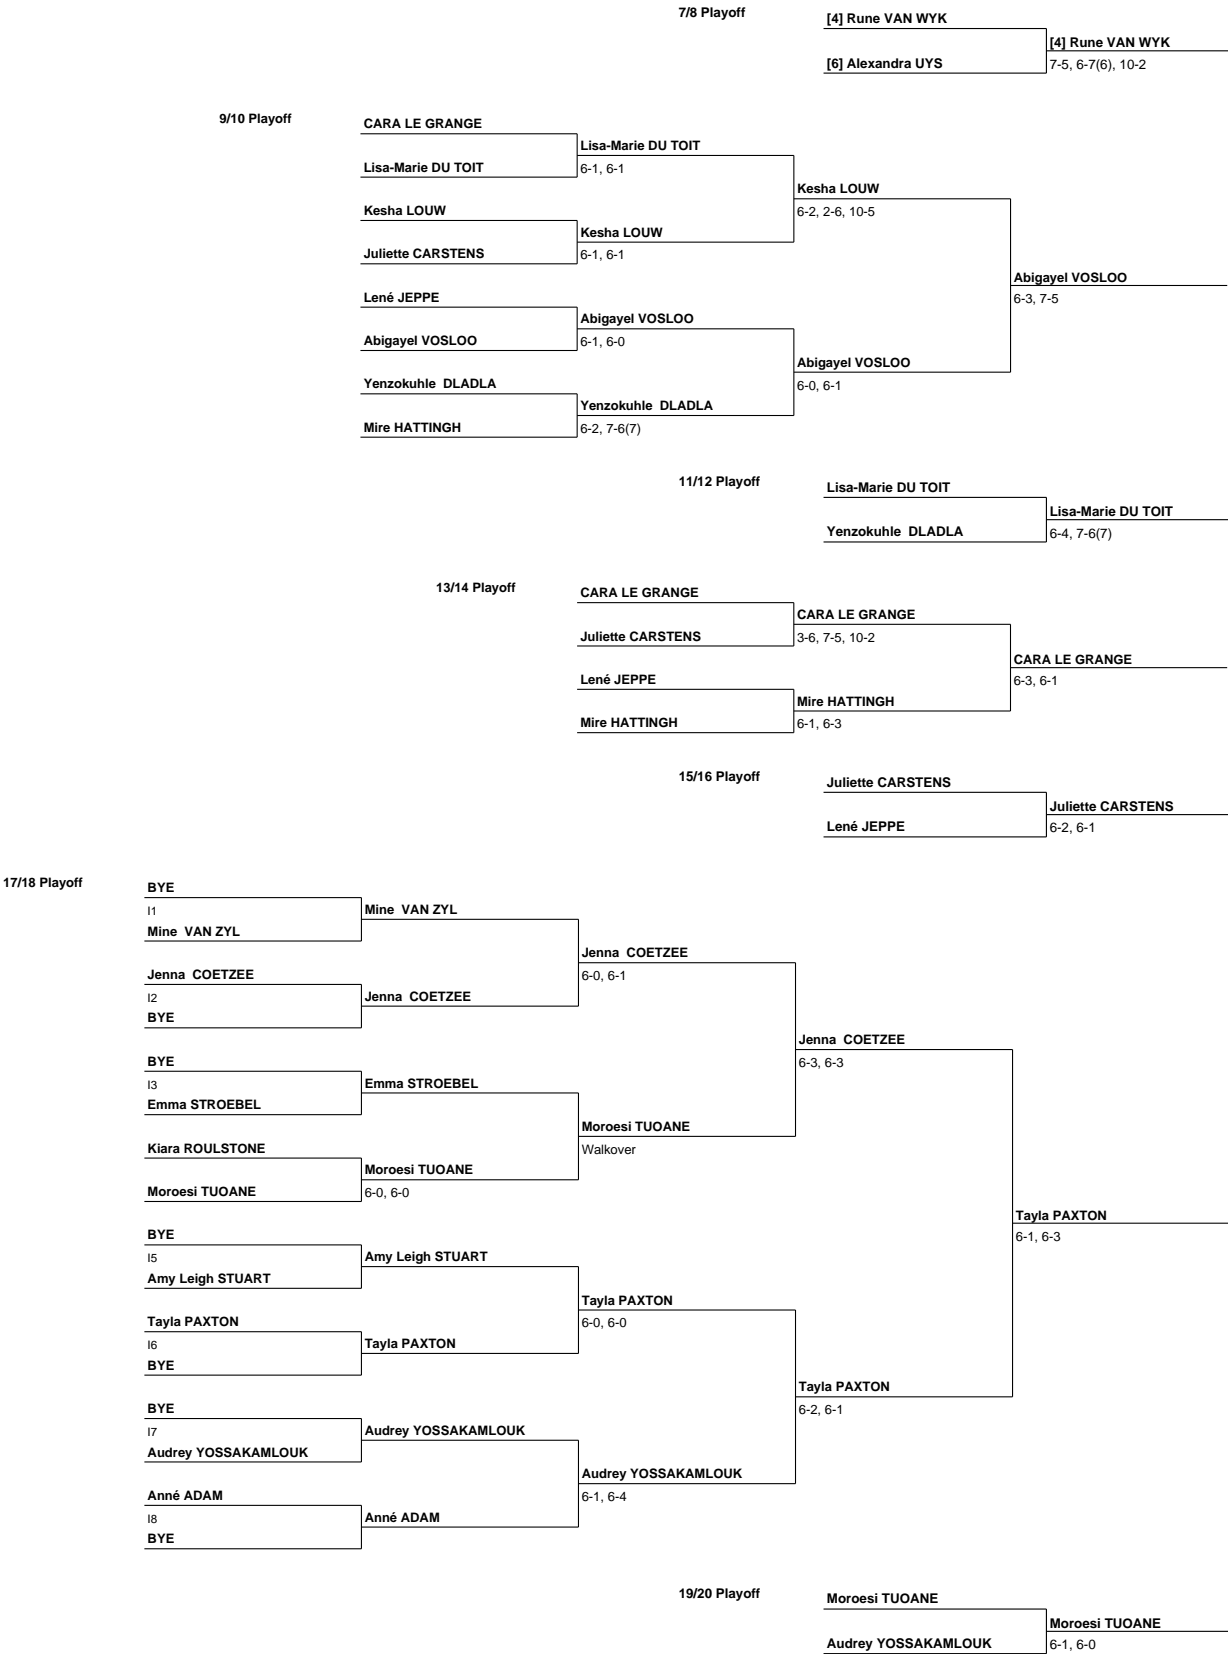 7/8 Playoff
[4] Rune VAN WYK
[4] Rune VAN WYK
[6] Alexandra UYS
7-5, 6-7(6), 10-2
9/10 Playoff
CARA LE GRANGE
Lisa-Marie DU TOIT
Lisa-Marie DU TOIT
6-1, 6-1
Kesha LOUW
Kesha LOUW
6-2, 2-6, 10-5
Kesha LOUW
Juliette CARSTENS
6-1, 6-1
Abigayel VOSLOO
6-3, 7-5
Lené JEPPE
Abigayel VOSLOO
Abigayel VOSLOO
6-1, 6-0
Abigayel VOSLOO
6-0, 6-1
Yenzokuhle DLADLA
Yenzokuhle DLADLA
Mire HATTINGH
6-2, 7-6(7)
11/12 Playoff
Lisa-Marie DU TOIT
Lisa-Marie DU TOIT
Yenzokuhle DLADLA
6-4, 7-6(7)
13/14 Playoff
CARA LE GRANGE
CARA LE GRANGE
Juliette CARSTENS
3-6, 7-5, 10-2
CARA LE GRANGE
6-3, 6-1
Lené JEPPE
Mire HATTINGH
Mire HATTINGH
6-1, 6-3
15/16 Playoff
Juliette CARSTENS
Juliette CARSTENS
Lené JEPPE
6-2, 6-1
17/18 Playoff
BYE
I1
Mine VAN ZYL
Mine VAN ZYL
Jenna COETZEE
6-0, 6-1
Jenna COETZEE
I2
Jenna COETZEE
BYE
Jenna COETZEE
6-3, 6-3
BYE
I3
Emma STROEBEL
Emma STROEBEL
Moroesi TUOANE
Walkover
Kiara ROULSTONE
Moroesi TUOANE
Moroesi TUOANE
6-0, 6-0
Tayla PAXTON
6-1, 6-3
BYE
I5
Amy Leigh STUART
Amy Leigh STUART
Tayla PAXTON
6-0, 6-0
Tayla PAXTON
I6
Tayla PAXTON
BYE
Tayla PAXTON
6-2, 6-1
BYE
I7
Audrey YOSSAKAMLOUK
Audrey YOSSAKAMLOUK
Audrey YOSSAKAMLOUK
6-1, 6-4
Anné ADAM
I8
Anné ADAM
BYE
19/20 Playoff
Moroesi TUOANE
Moroesi TUOANE
Audrey YOSSAKAMLOUK
6-1, 6-0